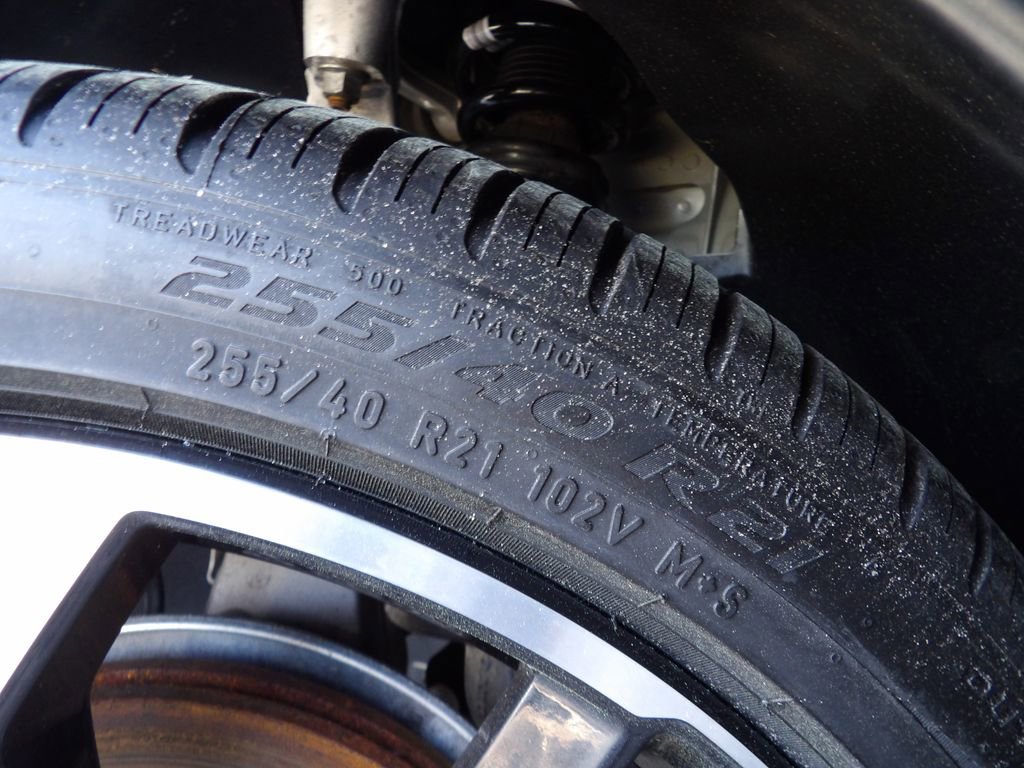 TREADWEAR 500 TRACTION A TEMPERATURE
255/40 R21
255/40 R21 102V M+S